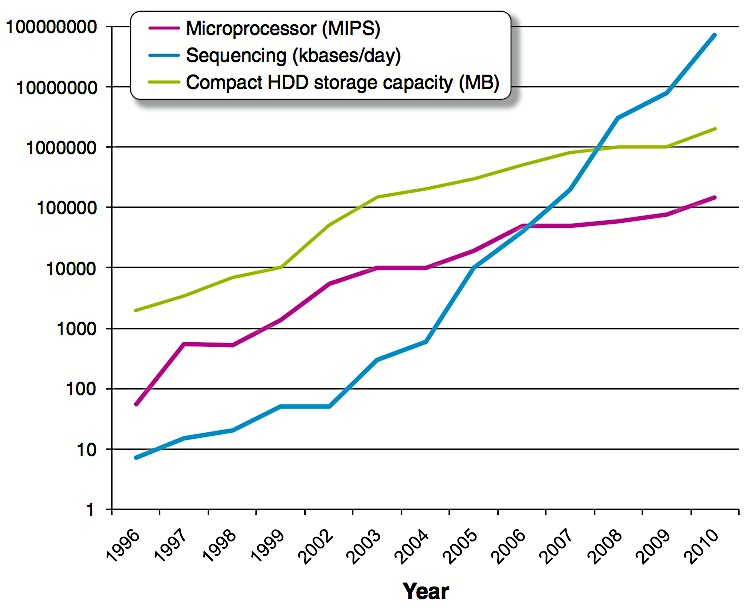 Microprocessor (MIPS)
Sequencing (kbases/day)
Compact HDD storage capacity (MB)
100000000
10000000
1000000
100000
10000
1000
100
10
1
1996 1997 1998 1999 2002 2003 2004 2005 2006 2007 2008 2009 2010
Year